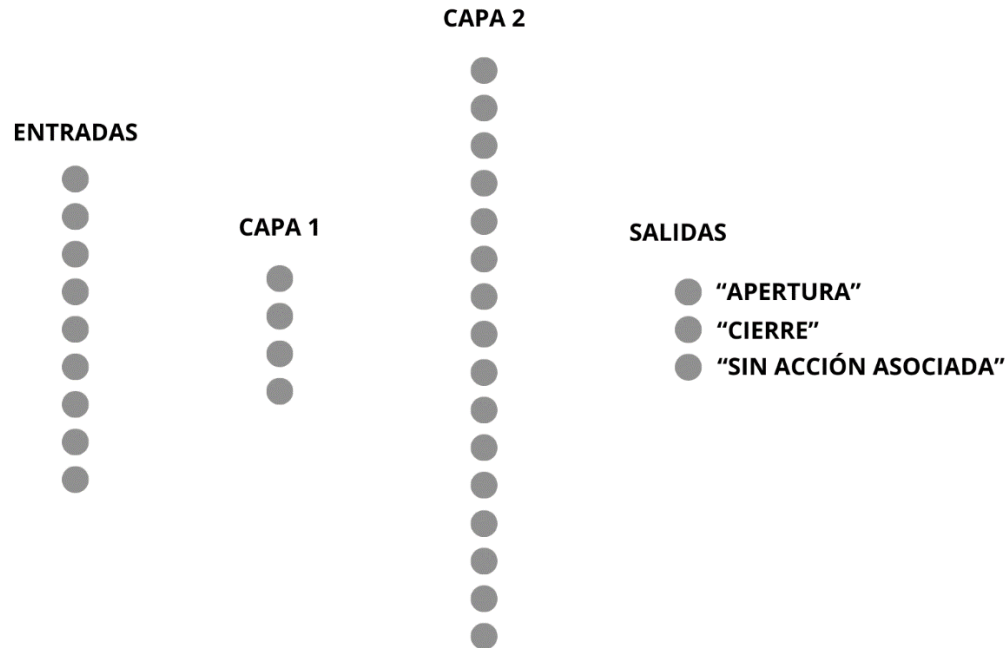 CAPA 2
ENTRADAS
CAPA 1
SALIDAS
“APERTURA”
“CIERRE”
“SIN ACCIÓN ASOCIADA”